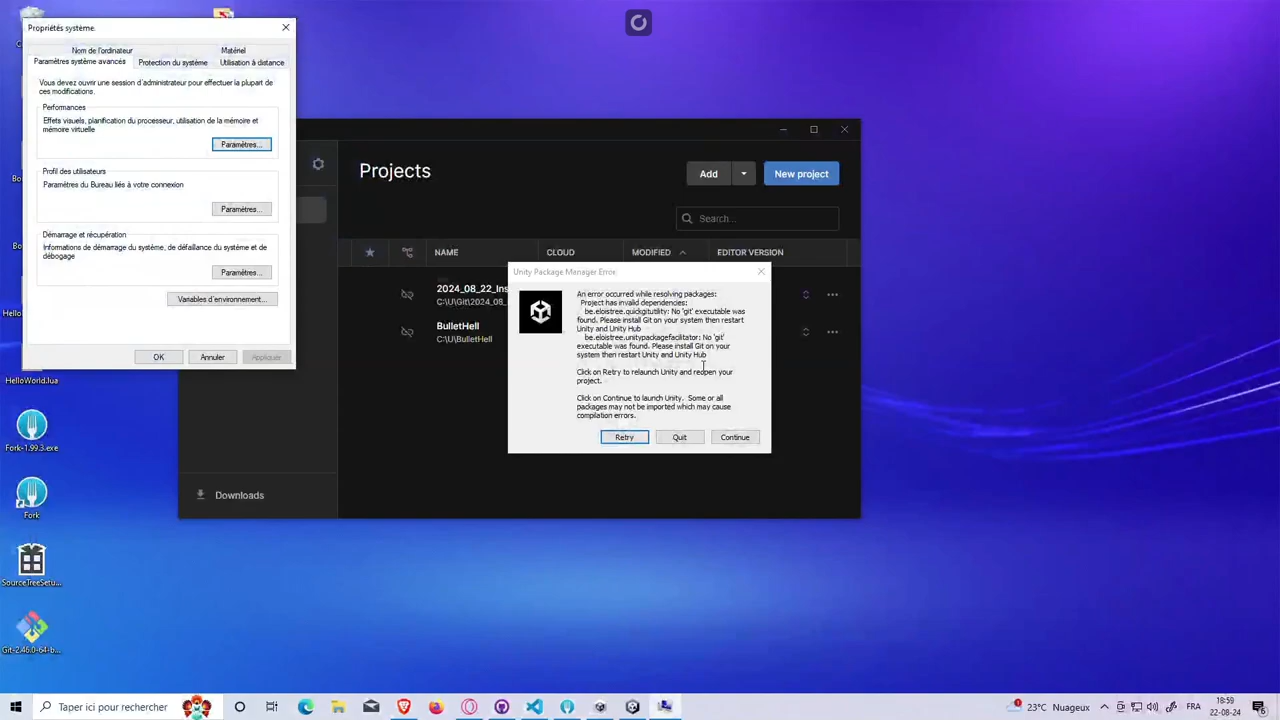 Propriétés système
Nom de l'ordinateur
Matériel
Paramètres système avancés
Protection du système
Utilisation à distance
Vous devez ouvrir une session d'administrateur pour effectuer la plupart de
ces modifications.
Performances
Effets visuels, planification du processeur, utilisation de la mémoire et
mémoire virtuelle
Paramètres...
Profil des utilisateurs
Paramètres du Bureau liés à votre connexion
Paramètres...
Démarrage et récupération
Informations de démarrage du système, de défaillance du système et de
débogage
Paramètres...
Variables d'environnement...
OK
Annuler
Appliquer
Projects
Add
New project
Search...
NAME
CLOUD
MODIFIED
EDITOR VERSION
2024_08_22_Ins
C:\U\Git\2024_08_
BulletHell
C:\U\BulletHell
Downloads
Unity Package Manager Error
An error occurred while resolving packages:
Project has invalid dependencies:
be.eloistree.quickgitutility: No 'git' executable was
found. Please install Git on your system then restart
Unity and Unity Hub
be.eloistree.unitypackagefacilitator: No 'git'
executable was found. Please install Git on your
system then restart Unity and Unity Hub
Click on Retry to relaunch Unity and reopen your
project.
Click on Continue to launch Unity. Some or all
packages may not be imported which may cause
compilation errors.
Retry
Quit
Continue
HelloWorld.lua
Fork-1.99.3.exe
Fork
SourceTreeSetu...
Git-2.46.0-64-b...
Taper ici pour rechercher
23°C Nuageux
FRA
18:59
22-08-24